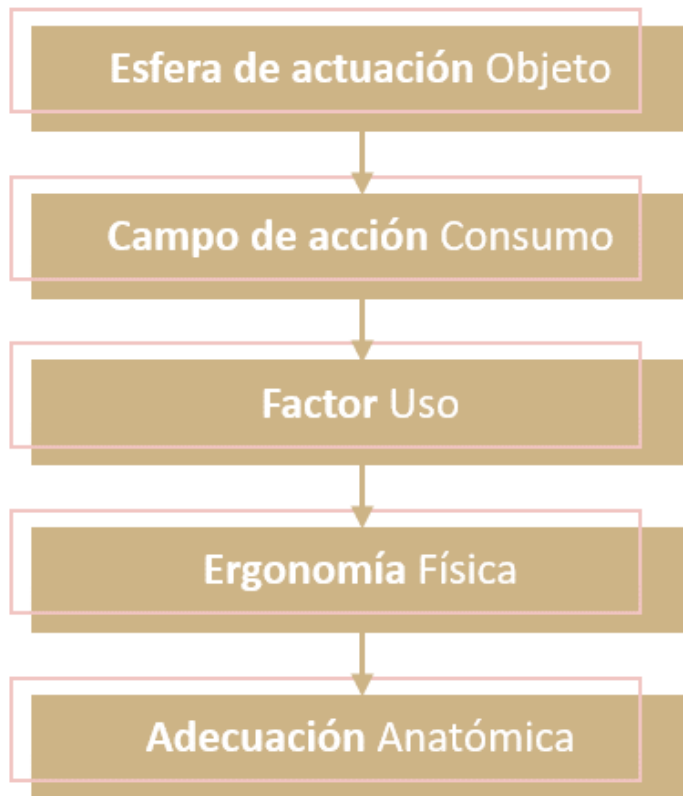 Esfera de actuación Objeto
Campo de acción Consumo
Factor Uso
Ergonomía Física
Adecuación Anatómica